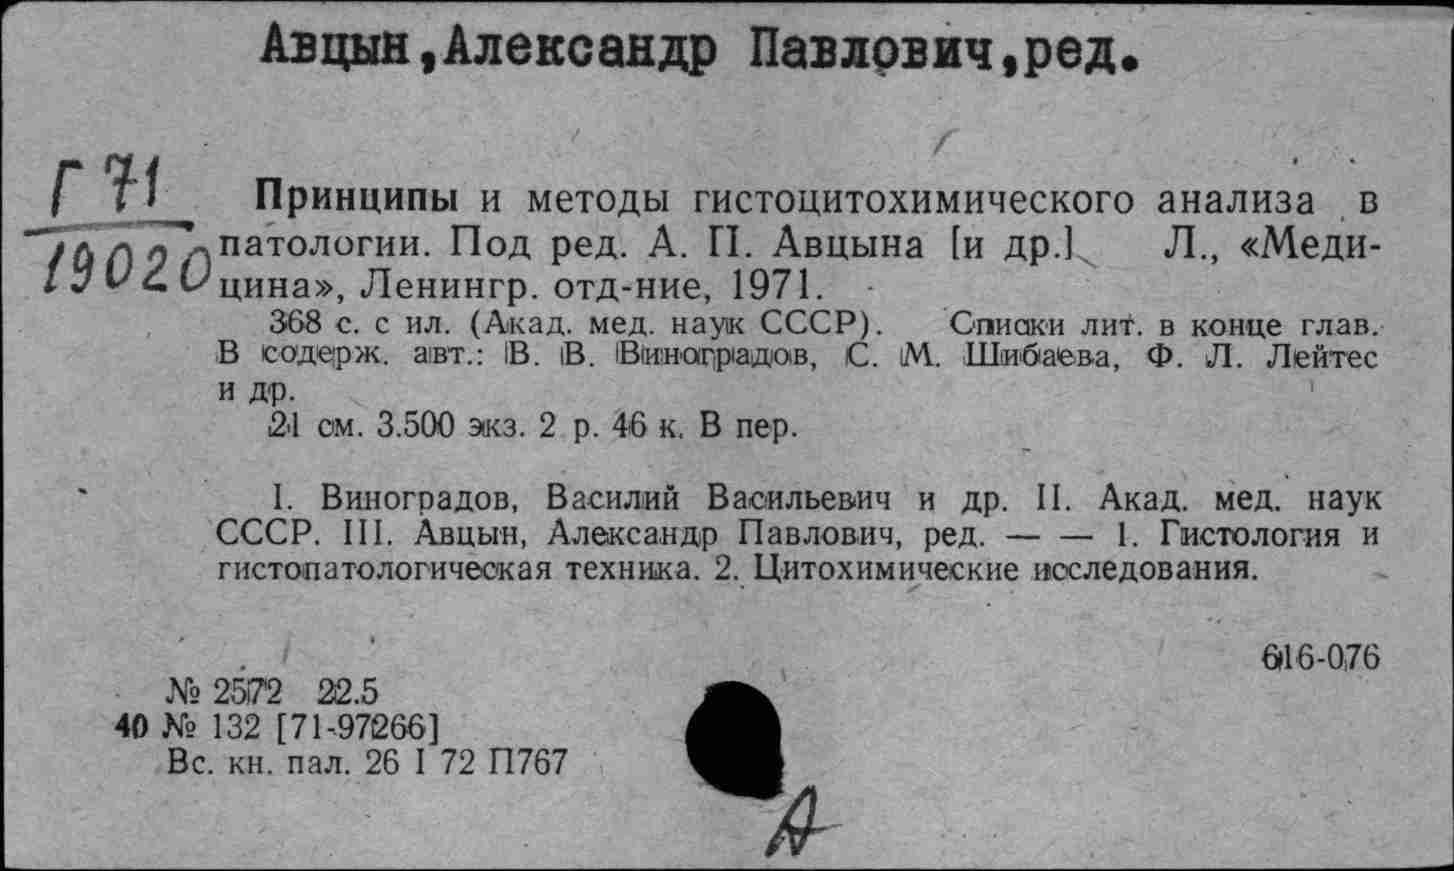 Авцын, Александр Павлович, ред.
Г 71
19020
Принципы и методы гистоцитохимического анализа в
патологии. Под ред. А. П. Авцына [и др.] Л., «Меди-
цина», Ленингр. отд-ние, 1971.
368 с. с ил. (Акад. мед. наук СССР). Списки лит. в конце глав.
В содерж. авт.: В. В. Виноградов, С. М. Шибаева, Ф. Л. Лейтес
и др.
21 см. 3.500 экз. 2 р. 46 к. В пер.
I. Виноградов, Василий Васильевич и др. II. Акад. мед. наук
СССР. III. Авцын, Александр Павлович, ред. — — 1. Гистология и
гистопатологическая техника. 2. Цитохимические исследования.
616-076
№ 2572 22.5
40 № 132 [71-97266]
Вс. кн. пал. 26 I 72 П767
А